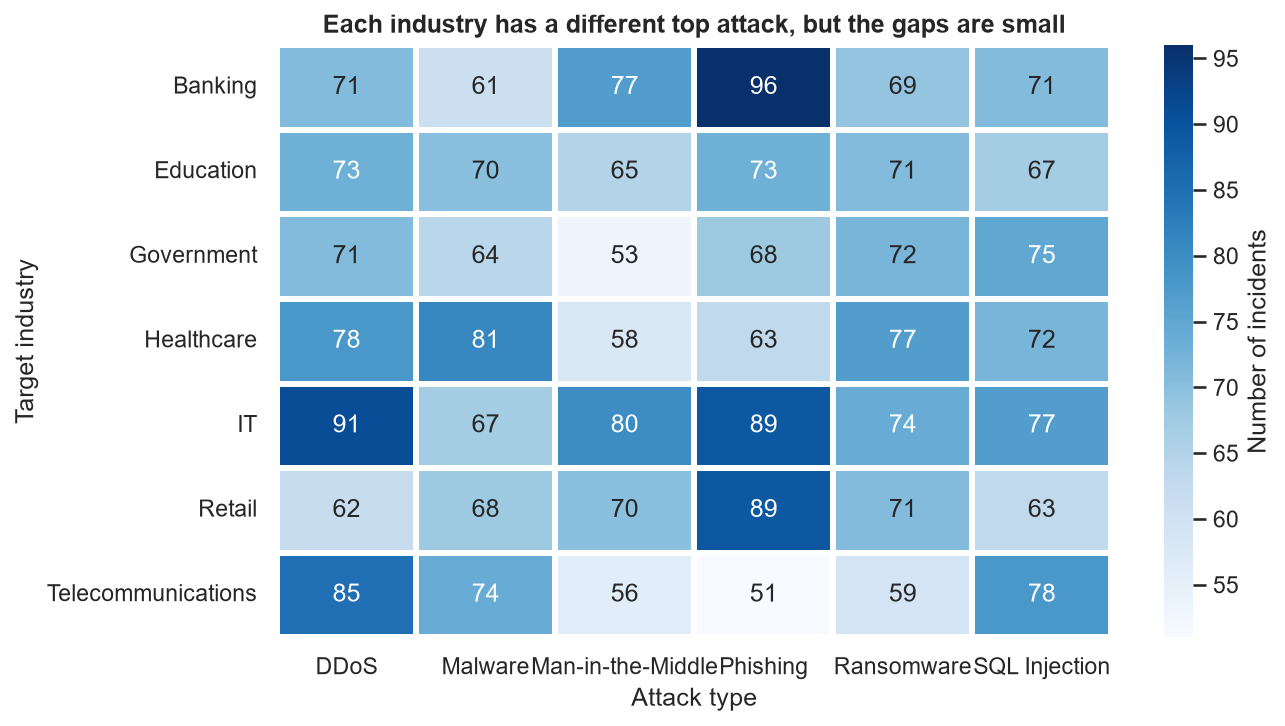 Each industry has a different top attack, but the gaps are small
Banking 71 61 77 96 69 71
Education 73 70 65 73 71 67
Government 71 64 53 68 72 75
Healthcare 78 81 58 63 77 72
IT 91 67 80 89 74 77
Retail 62 68 70 89 71 63
Telecommunications 85 74 56 51 59 78
DDoS Malware Man-in-the-Middle Phishing Ransomware SQL Injection
Attack type
Target industry
95
90
85
80
75
70
65
60
55
Number of incidents